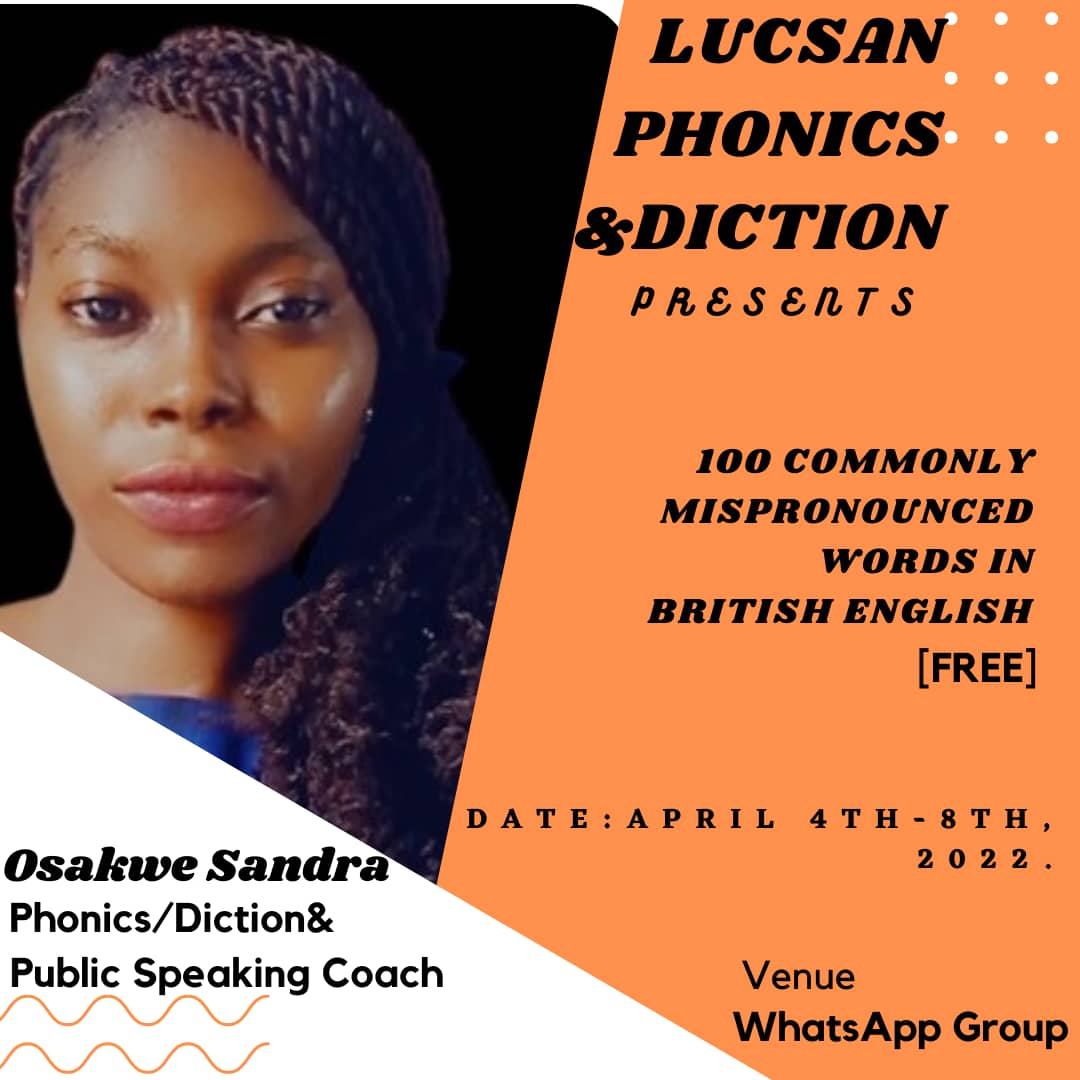 LUCSAN
PHONICS
&DICTION
PRESENTS
100 COMMONLY
MISPRONOUNCED
WORDS IN
BRITISH ENGLISH
[FREE]
DATE:APRIL 4TH-8TH,
2022.
Osakwe Sandra
Phonics/Diction&
Public Speaking Coach
Venue
WhatsApp Group